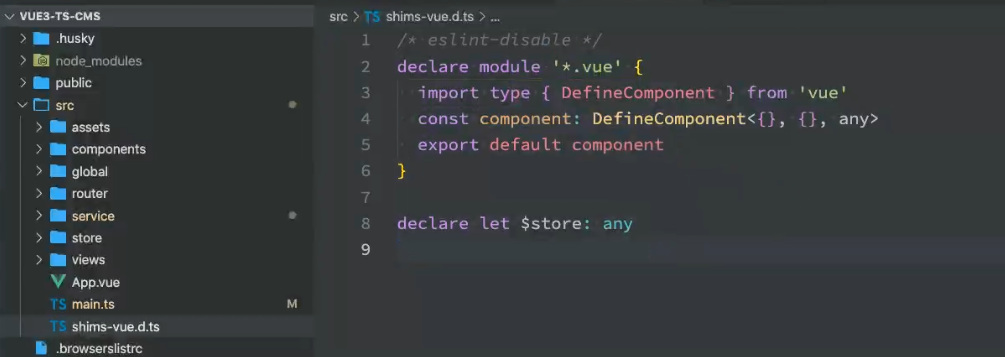 VUE3-TS-CMS
.husky
node_modules
public
src
assets
components
global
router
service
store
views
App.vue
TS main.ts M
TS shims-vue.d.ts
.browserslistrc
src > TS shims-vue.d.ts > ...
1 /* eslint-disable */
2 declare module '*.vue' {
3 import type { DefineComponent } from 'vue'
4 const component: DefineComponent<{}, {}, any>
5 export default component
6 }
7
8 declare let $store: any
9